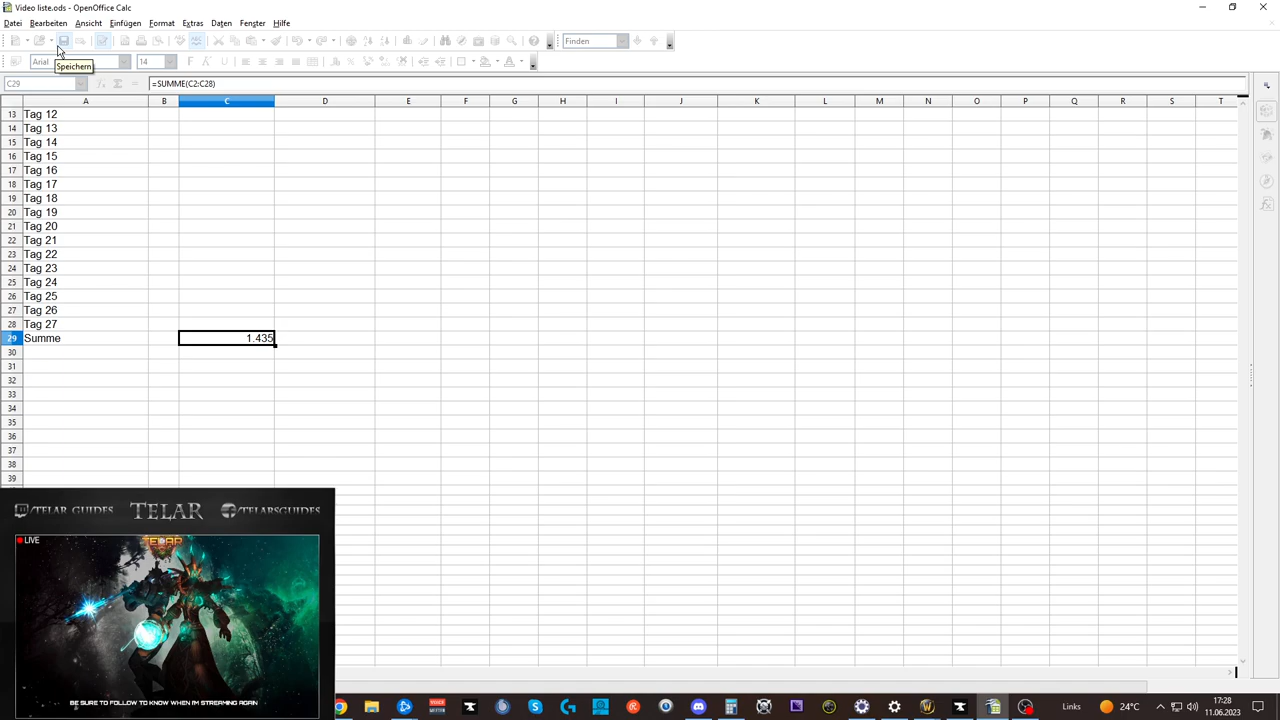 Video liste.ods - OpenOffice Calc
Datei Bearbeiten Ansicht Einfügen Format Extras Daten Fenster Hilfe
Finden
Arial 14
Speichern
C29 =SUMME(C2:C28)
A B C D E F G H I J K L M N O P Q R S T
13 Tag 12
14 Tag 13
15 Tag 14
16 Tag 15
17 Tag 16
18 Tag 17
19 Tag 18
20 Tag 19
21 Tag 20
22 Tag 21
23 Tag 22
24 Tag 23
25 Tag 24
26 Tag 25
27 Tag 26
28 Tag 27
29 Summe 1.435
30
31
32
33
34
35
36
37
38
39
/TELAR GUIDES TELAR /TELARSGUIDES
LIVE
TELAR
BE SURE TO FOLLOW TO KNOW WHEN I'M STREAMING AGAIN
Links 24°C 17:28
11.06.2023